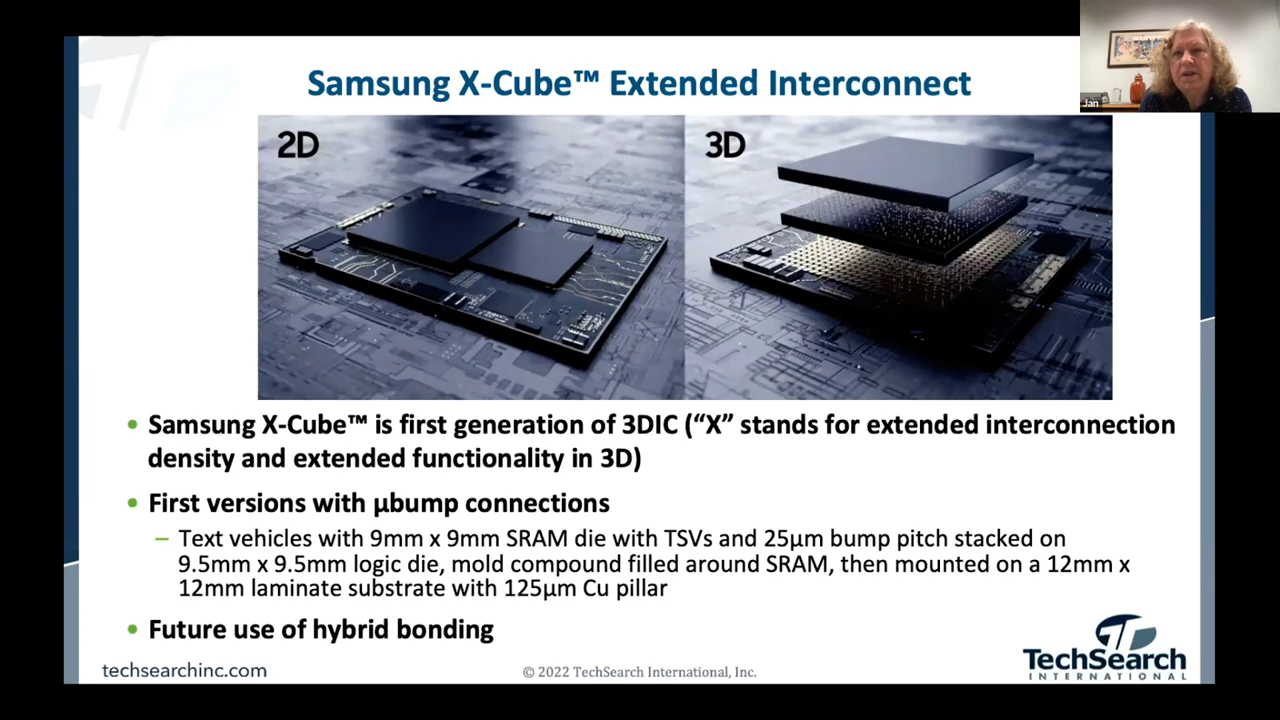 Samsung X-Cube™ Extended Interconnect
Jan
2D
3D
• Samsung X-Cube™ is first generation of 3DIC (“X” stands for extended interconnection
density and extended functionality in 3D)
• First versions with μbump connections
– Text vehicles with 9mm x 9mm SRAM die with TSVs and 25μm bump pitch stacked on
9.5mm x 9.5mm logic die, mold compound filled around SRAM, then mounted on a 12mm x
12mm laminate substrate with 125μm Cu pillar
• Future use of hybrid bonding
techsearchinc.com
© 2022 TechSearch International, Inc.
TechSearch
INTERNATIONAL